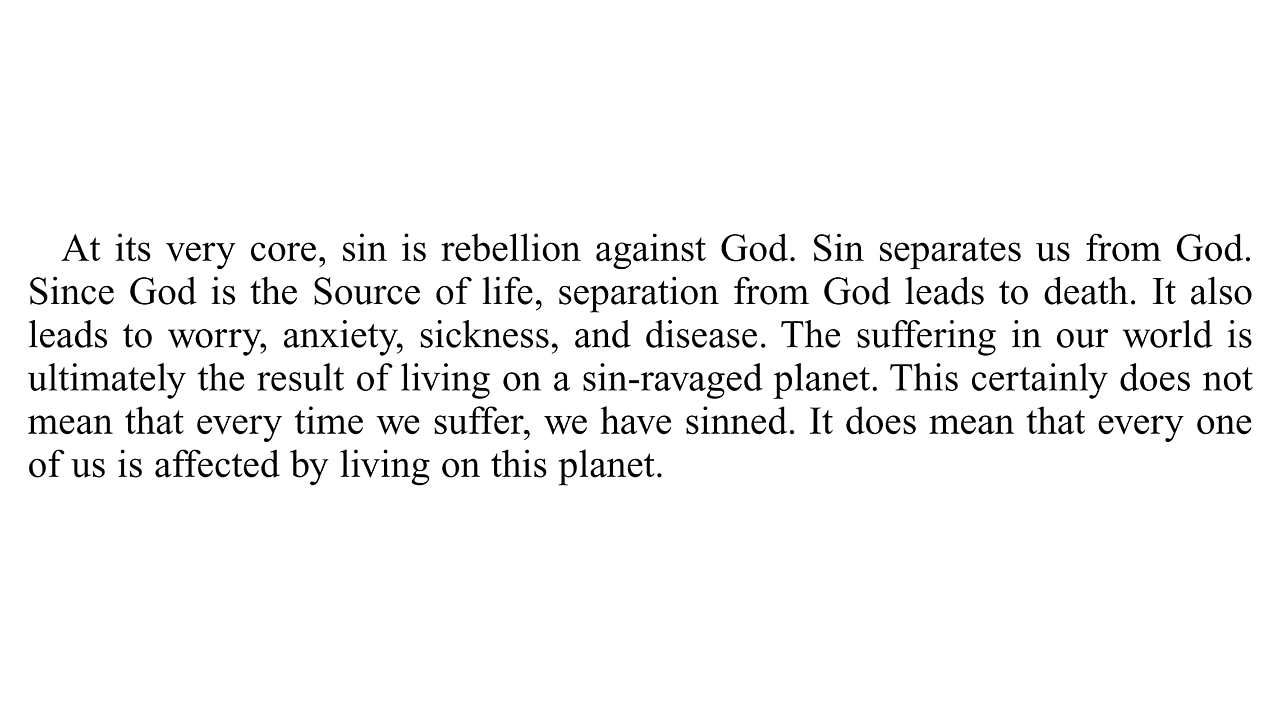 At its very core, sin is rebellion against God. Sin separates us from God.
Since God is the Source of life, separation from God leads to death. It also
leads to worry, anxiety, sickness, and disease. The suffering in our world is
ultimately the result of living on a sin-ravaged planet. This certainly does not
mean that every time we suffer, we have sinned. It does mean that every one
of us is affected by living on this planet.